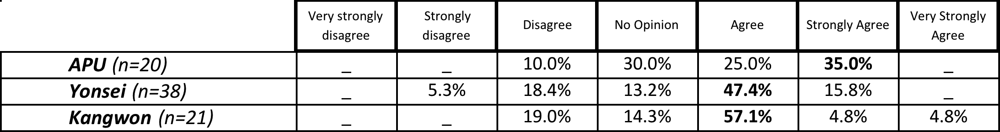 Very strongly disagree Strongly disagree Disagree No Opinion Agree Strongly Agree Very Strongly Agree
APU (n=20) _ _ 10.0% 30.0% 25.0% 35.0% _
Yonsei (n=38) _ 5.3% 18.4% 13.2% 47.4% 15.8% _
Kangwon (n=21) _ _ 19.0% 14.3% 57.1% 4.8% 4.8%